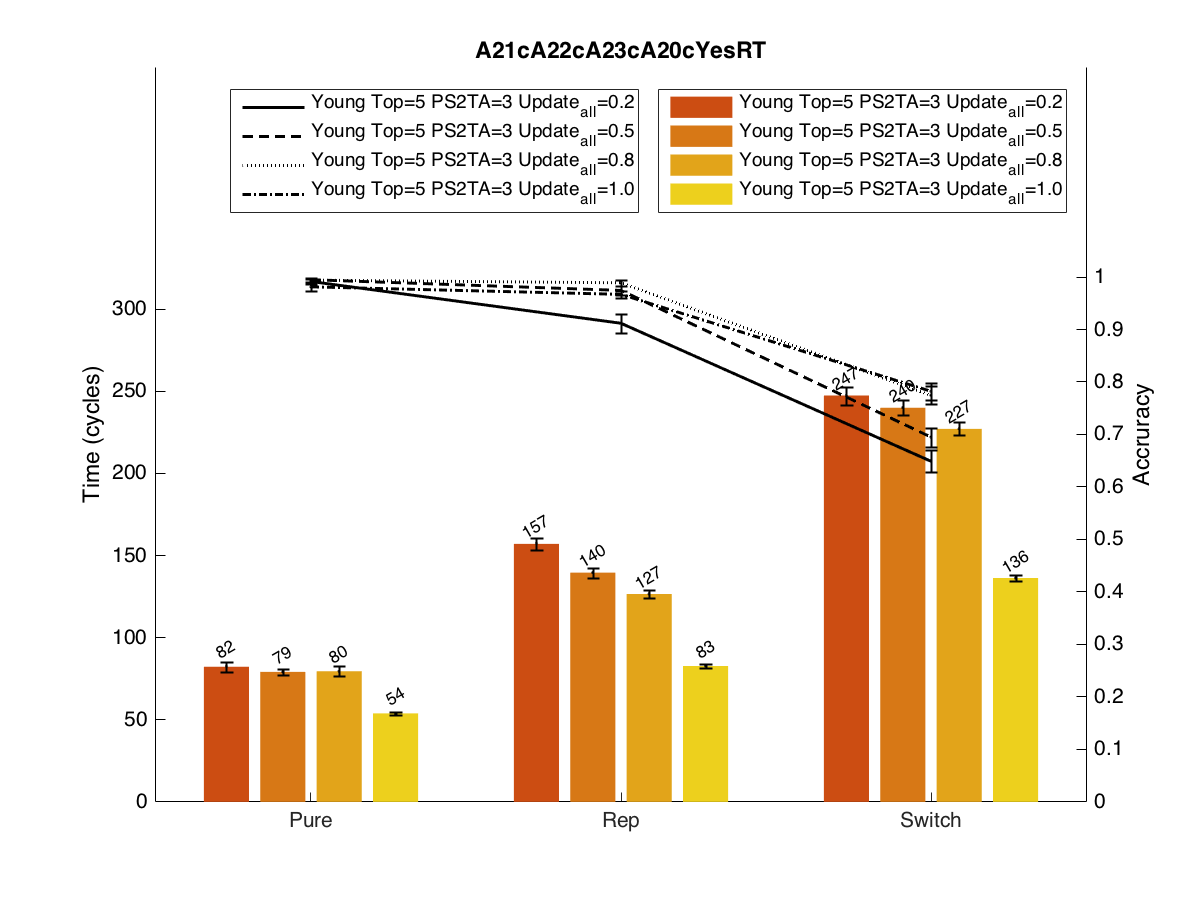 A21cA22cA23cA20cYesRT
Young Top=5 PS2TA=3 Update_all=0.2
Young Top=5 PS2TA=3 Update_all=0.5
Young Top=5 PS2TA=3 Update_all=0.8
Young Top=5 PS2TA=3 Update_all=1.0
Young Top=5 PS2TA=3 Update_all=0.2
Young Top=5 PS2TA=3 Update_all=0.5
Young Top=5 PS2TA=3 Update_all=0.8
Young Top=5 PS2TA=3 Update_all=1.0
Time (cycles)
300
250
200
150
100
50
0
82
79
80
54
157
140
127
83
247
240
227
136
Pure
Rep
Switch
1
0.9
0.8
0.7
0.6
0.5
0.4
0.3
0.2
0.1
0
Accruracy